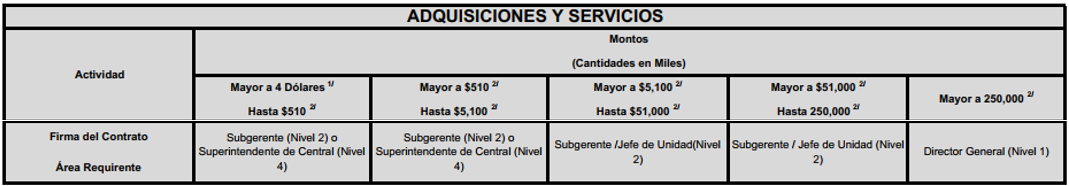 ADQUISICIONES Y SERVICIOS
Actividad
Montos
(Cantidades en Miles)
Mayor a 4 Dólares 1/
Hasta $510 2/
Mayor a $510 2/
Hasta $5,100 2/
Mayor a $5,100 2/
Hasta $51,000 2/
Mayor a $51,000 2/
Hasta 250,000 2/
Mayor a 250,000 2/
Firma del Contrato
Área Requirente
Subgerente (Nivel 2) o
Superintendente de Central (Nivel
4)
Subgerente (Nivel 2) o
Superintendente de Central (Nivel
4)
Subgerente /Jefe de Unidad(Nivel
2)
Subgerente / Jefe de Unidad (Nivel
2)
Director General (Nivel 1)